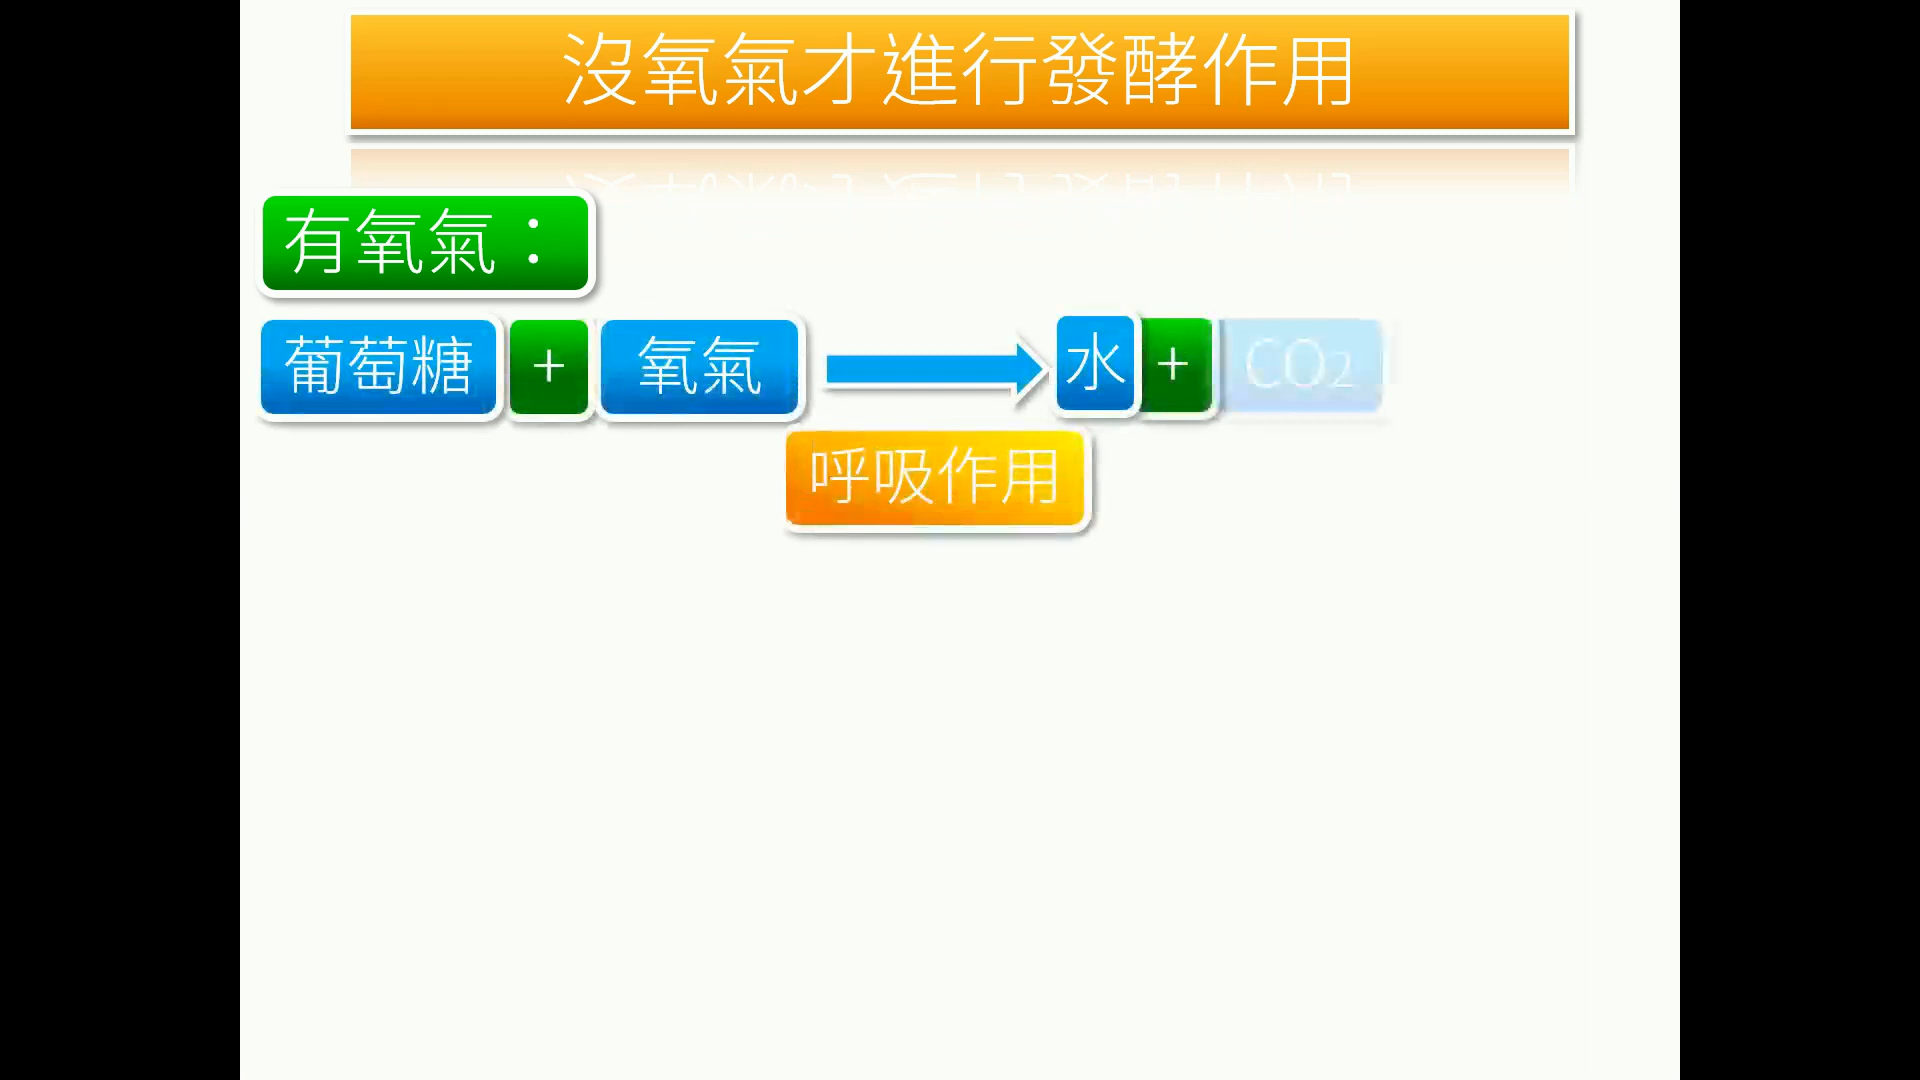 沒氧氣才進行發酵作用
有氧氣：
葡萄糖 + 氧氣 水 + CO2
呼吸作用